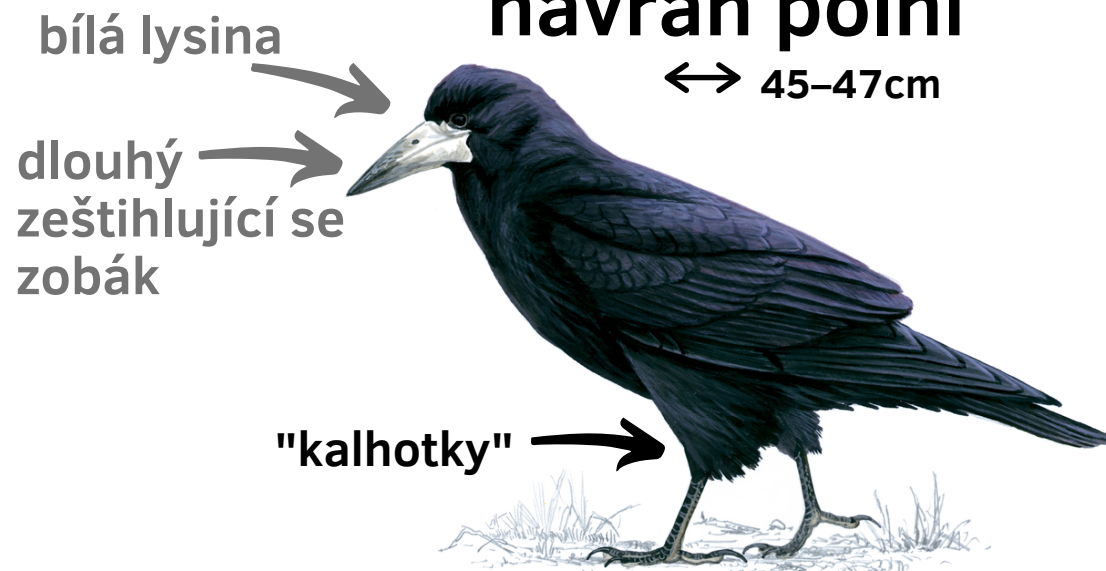 havran polní
bílá lysina
45–47cm
dlouhý
zeštihlující se
zobák
"kalhotky"